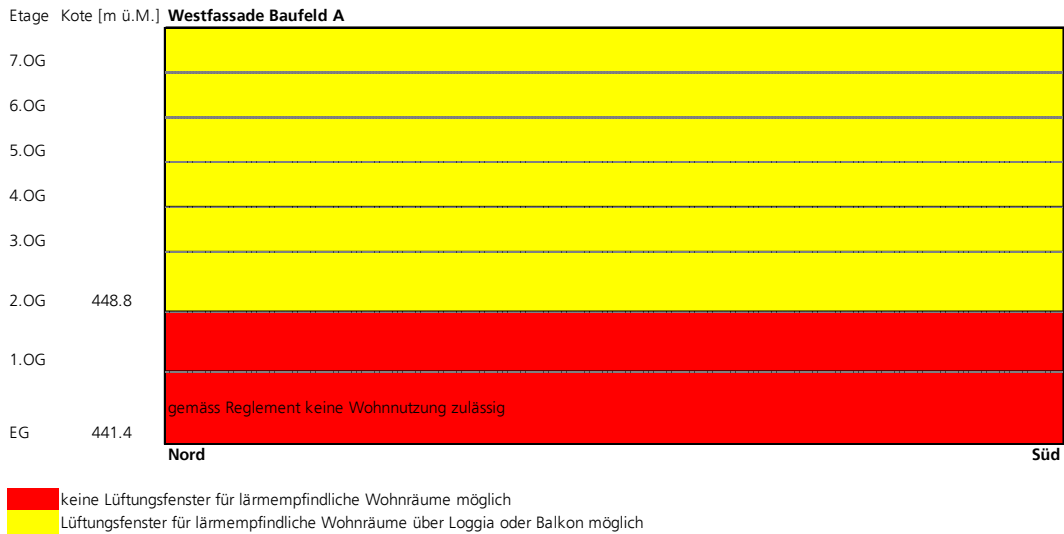 Etage Kote [m ü.M.] Westfassade Baufeld A
7.OG
6.OG
5.OG
4.OG
3.OG
2.OG 448.8
1.OG
gemäss Reglement keine Wohnnutzung zulässig
EG 441.4
Nord Süd
keine Lüftungsfenster für lärmempfindliche Wohnräume möglich
Lüftungsfenster für lärmempfindliche Wohnräume über Loggia oder Balkon möglich